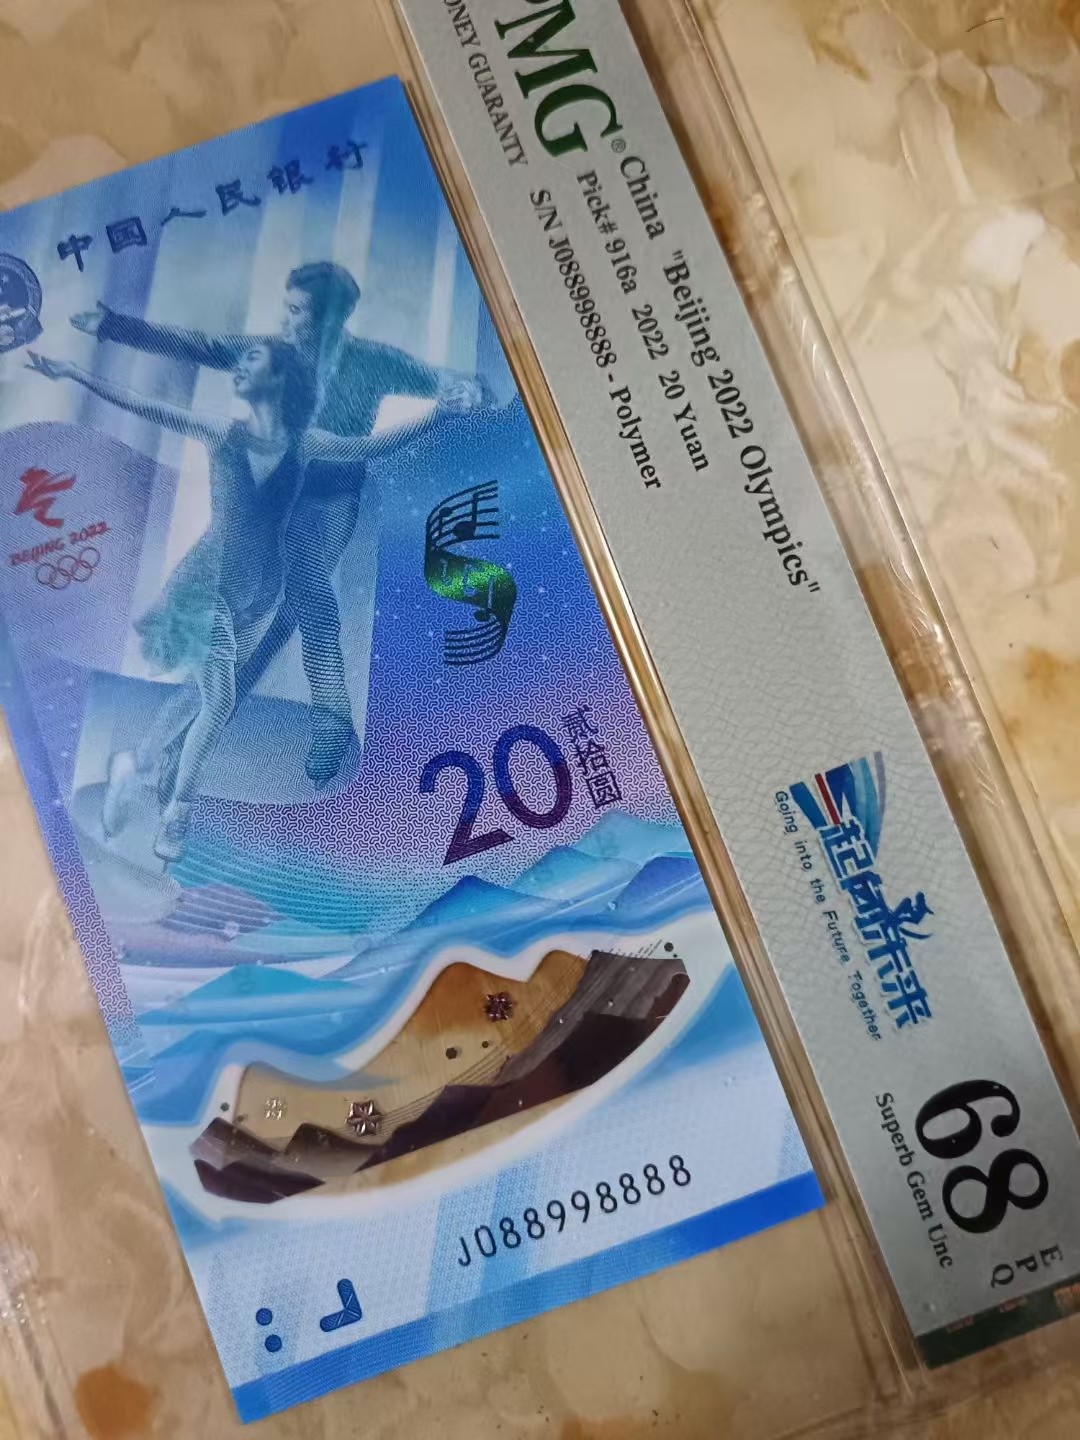 中国人民银行
BEIJING 2022
20
贰拾圆
J088998888
PMG®
ONEY GUARANTY
China "Beijing 2022 Olympics"
Pick# 916a 2022 20 Yuan
S/N J088998888 - Polymer
一起向未来
Going into the Future Together
68
EPQ
Superb Gem Unc